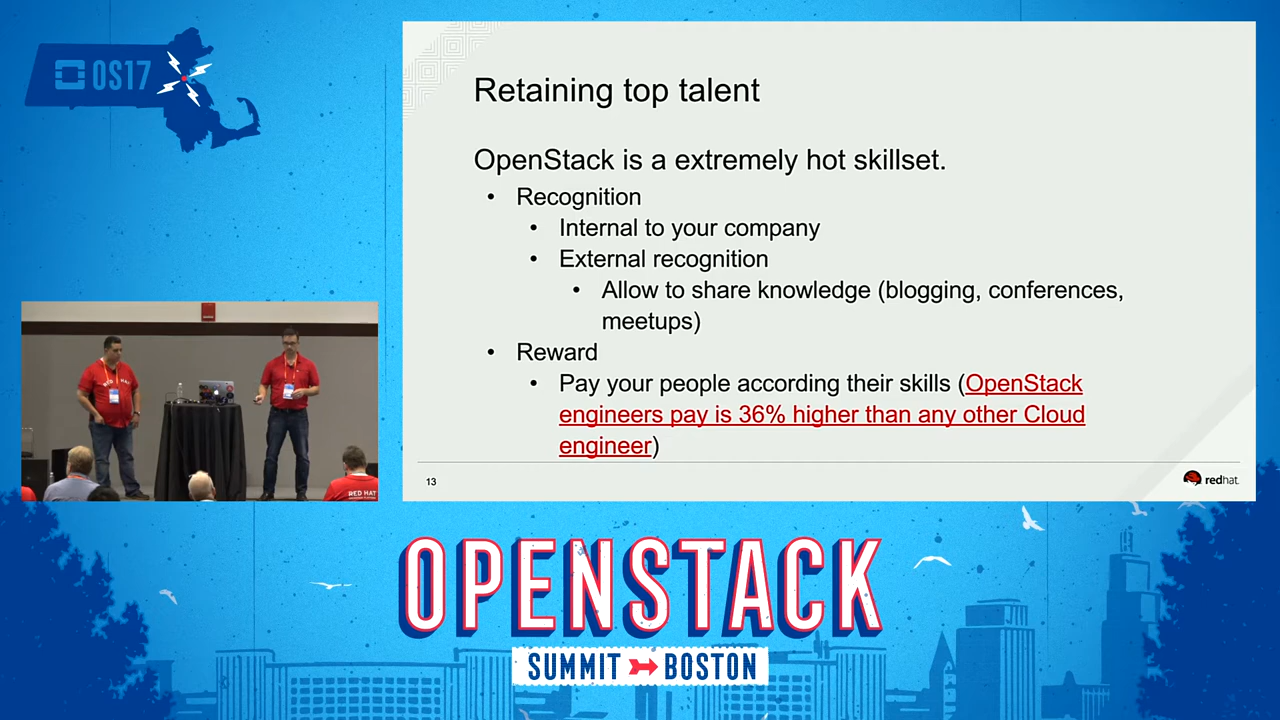 OS17
Retaining top talent
OpenStack is a extremely hot skillset.
• Recognition
• Internal to your company
• External recognition
• Allow to share knowledge (blogging, conferences,
meetups)
• Reward
• Pay your people according their skills (OpenStack
engineers pay is 36% higher than any other Cloud
engineer)
13
redhat.
RED HAT
RED HAT
OPENSTACK
SUMMIT BOSTON